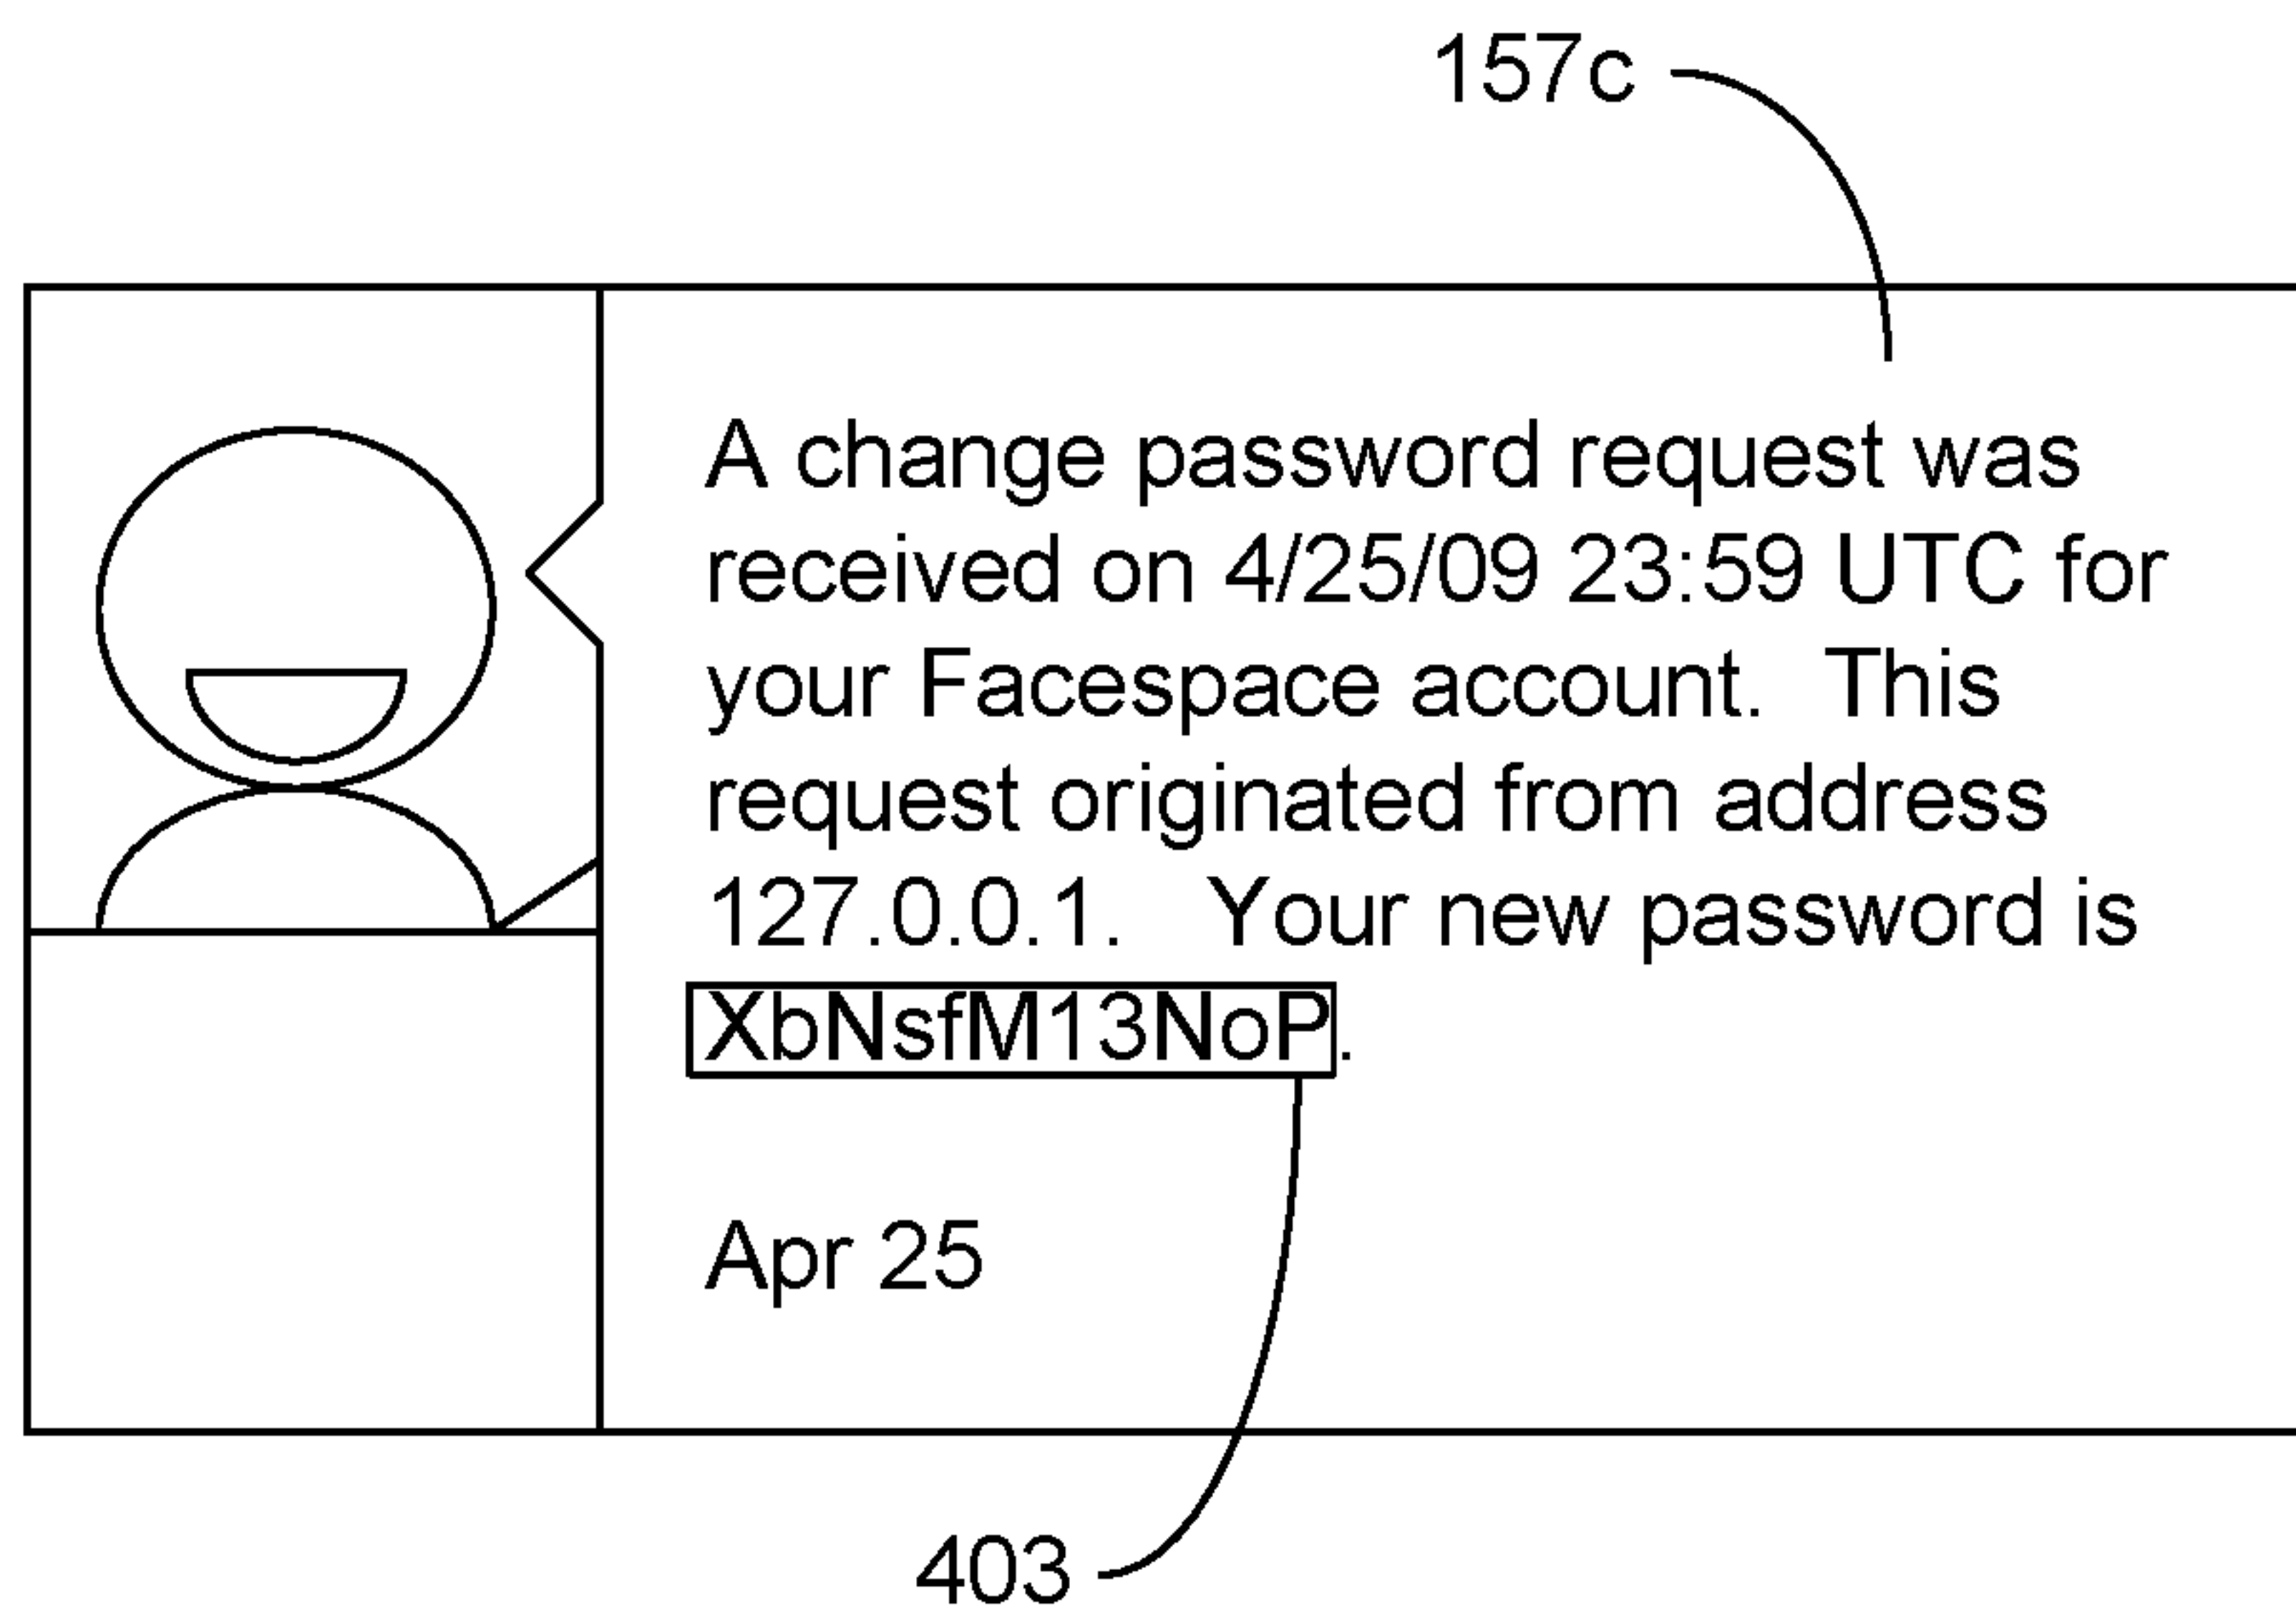 157c
A change password request was
received on 4/25/09 23:59 UTC for
your Facespace account.  This
request originated from address
127.0.0.1.   Your new password is
XbNsfM13NoP.
Apr 25
403